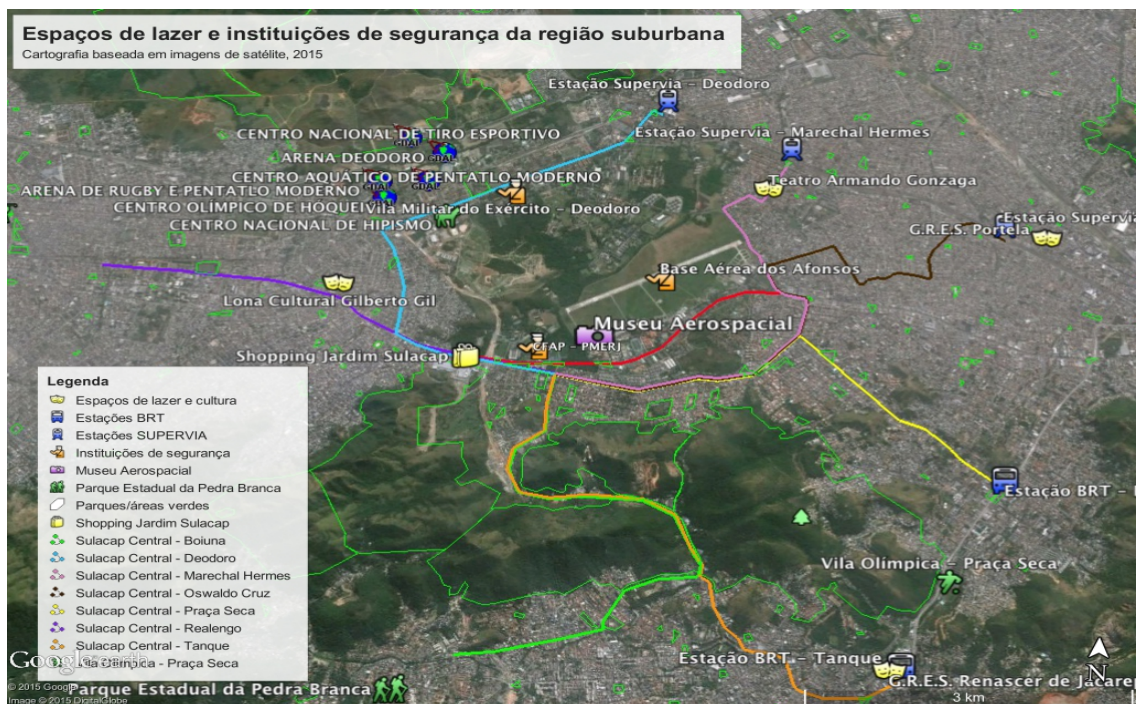 Espaços de lazer e instituições de segurança da região suburbana
Cartografia baseada em imagens de satélite, 2015
Estação Supervia - Deodoro
CENTRO NACIONAL DE TIRO ESPORTIVO
Estação Supervia - Marechal Hermes
ARENA DEODORO
CENTRO AQUÁTICO DE PENTATLO MODERNO
Teatro Armando Gonzaga
ARENA DE RUGBY E PENTATLO MODERNO
CENTRO OLÍMPICO DE HOQUEI
Vila Militar do Exército - Deodoro
Estação Supervia
CENTRO NACIONAL DE HIPISMO
G.R.E.S. Portela
Base Aérea dos Afonsos
Lona Cultural Gilberto Gil
Museu Aerospacial
CFAP - PMERJ
Shopping Jardim Sulacap
Legenda
Espaços de lazer e cultura
Estações BRT
Estações SUPERVIA
Instituições de segurança
Museu Aerospacial
Parque Estadual da Pedra Branca
Parques/áreas verdes
Shopping Jardim Sulacap
Sulacap Central - Boiuna
Sulacap Central - Deodoro
Sulacap Central - Marechal Hermes
Sulacap Central - Oswaldo Cruz
Sulacap Central - Praça Seca
Sulacap Central - Realengo
Sulacap Central - Tanque
Vila Olímpica - Praça Seca
Estação BRT -
Vila Olímpica - Praça Seca
Google earth
Estação BRT - Tanque
N
© 2015 Google
Image © 2015 DigitalGlobe
Parque Estadual da Pedra Branca
G.R.E.S. Renascer de Jacarep
3 km